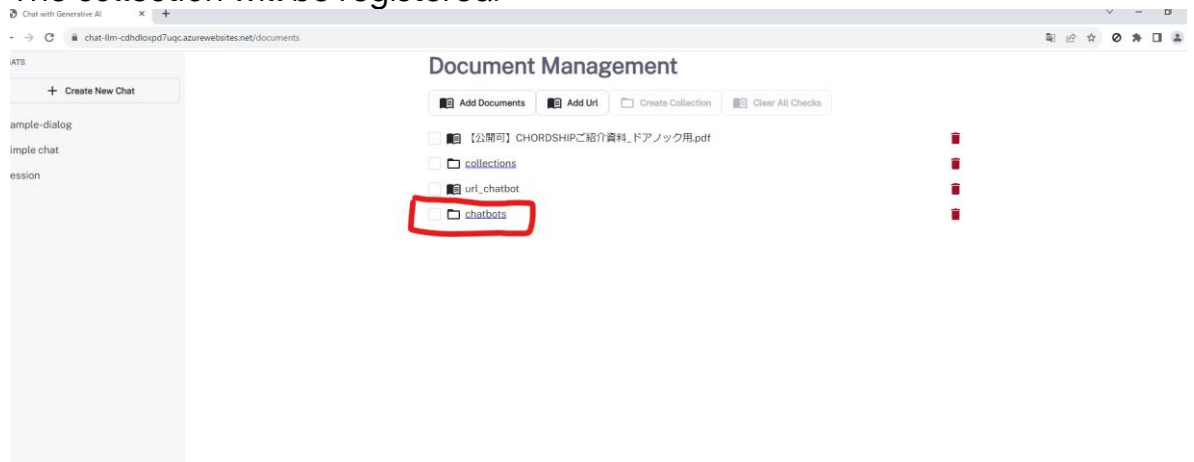 The collection will be registered.
Chat with Generative AI
chat-llm-cdhdloxpd7uqc.azurewebsites.net/documents
ATS
+ Create New Chat
ample-dialog
imple chat
ession
Document Management
Add Documents Add Url Create Collection Clear All Checks
【公開可】CHORDSHIPご紹介資料_ドアノック用.pdf
collections
url_chatbot
chatbots